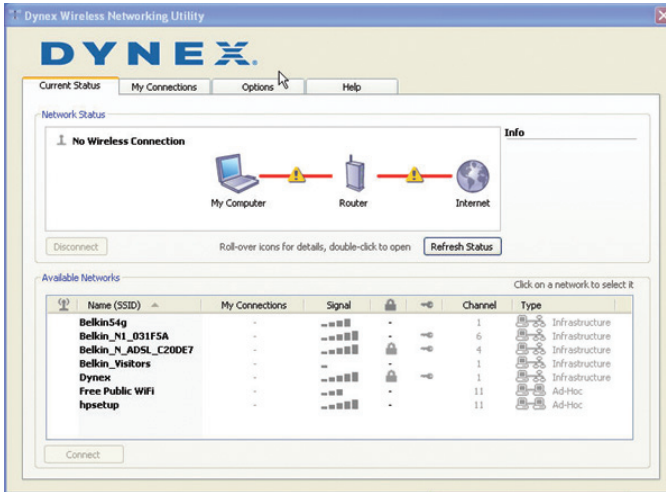 Dynex Wireless Networking Utility
DYNEX.
Current Status My Connections Options Help
Network Status
No Wireless Connection
Info
My Computer Router Internet
Disconnect Roll-over icons for details, double-click to open Refresh Status
Available Networks
Click on a network to select it
Name (SSID) My Connections Signal Channel Type
Belkin54g - - 1 Infrastructure
Belkin_N1_031F5A - - 6 Infrastructure
Belkin_N_ADSL_C20DE7 - 4 Infrastructure
Belkin_Visitors - - 1 Infrastructure
Dynex - 1 Infrastructure
Free Public WiFi - - 11 Ad-Hoc
hpsetup - - 11 Ad-Hoc
Connect